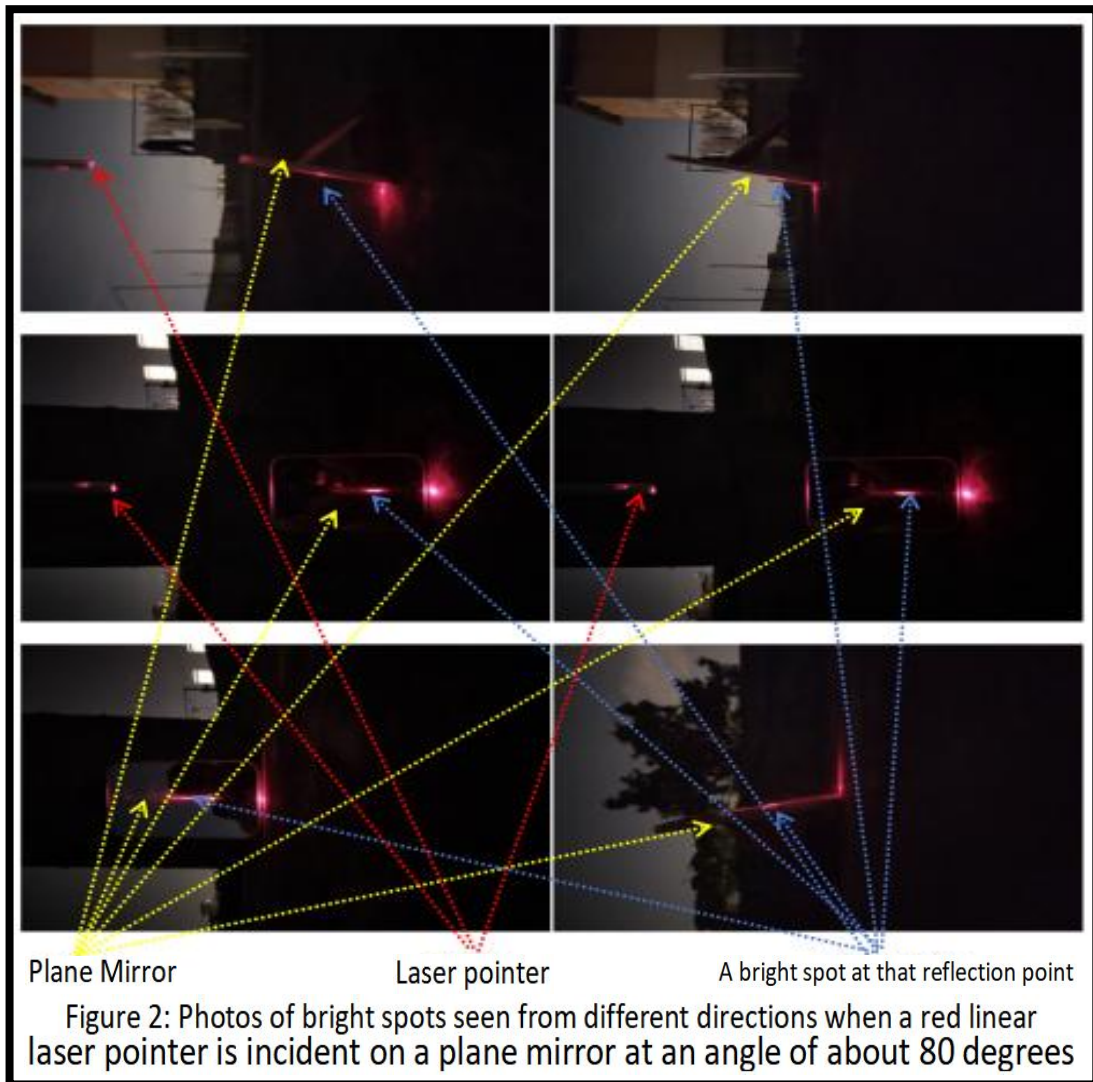 Plane Mirror
Laser pointer
A bright spot at that reflection point
Figure 2: Photos of bright spots seen from different directions when a red linear
laser pointer is incident on a plane mirror at an angle of about 80 degrees